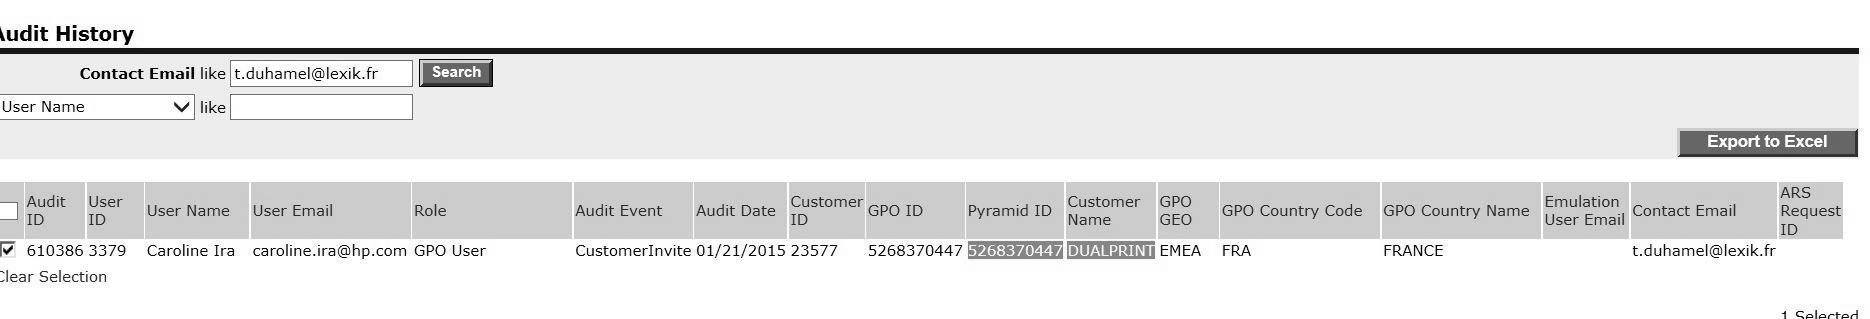 Audit History
Contact Email like t.duhamel@lexik.fr Search
User Name like
Export to Excel
Audit ID User ID User Name User Email Role Audit Event Audit Date Customer ID GPO ID Pyramid ID Customer Name GPO GEO GPO Country Code GPO Country Name Emulation User Email Contact Email ARS Request ID
610386 3379 Caroline Ira caroline.ira@hp.com GPO User CustomerInvite 01/21/2015 23577 5268370447 5268370447 DUALPRINT EMEA FRA FRANCE t.duhamel@lexik.fr
Clear Selection
1 Selected